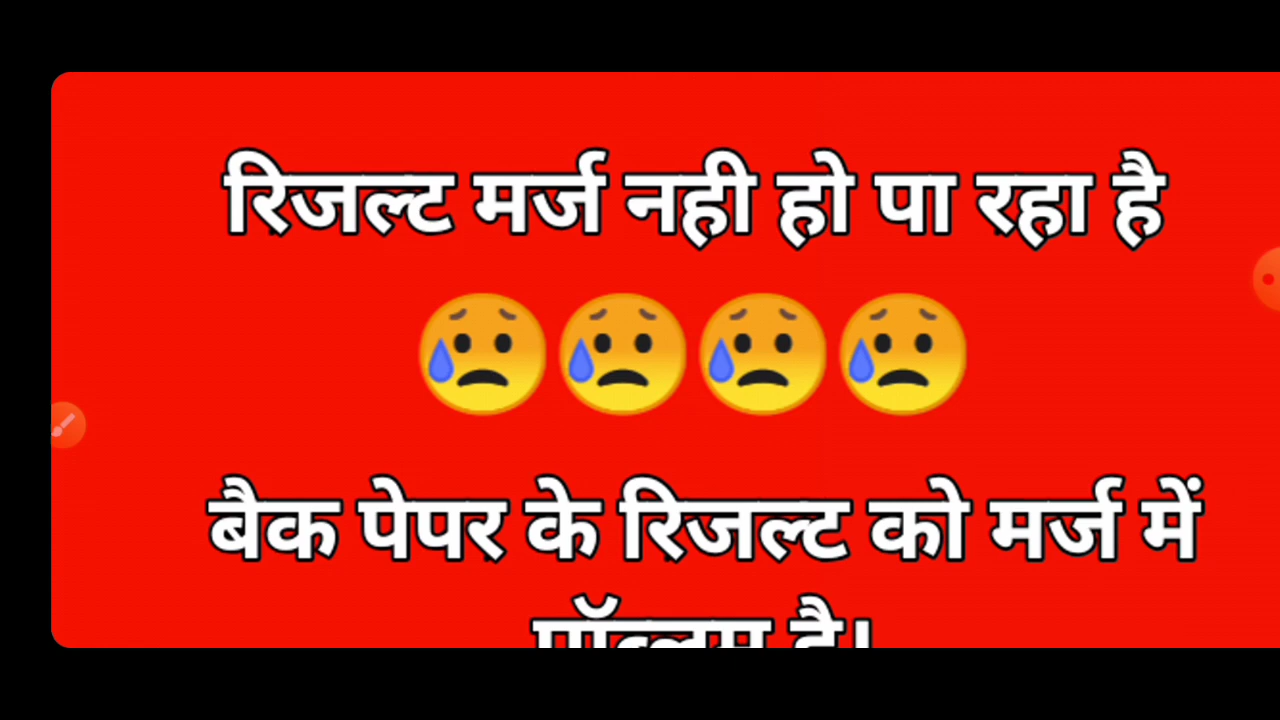 रिजल्ट मर्ज नही हो पा रहा है
😥😥😥😥
बैक पेपर के रिजल्ट को मर्ज में
है।